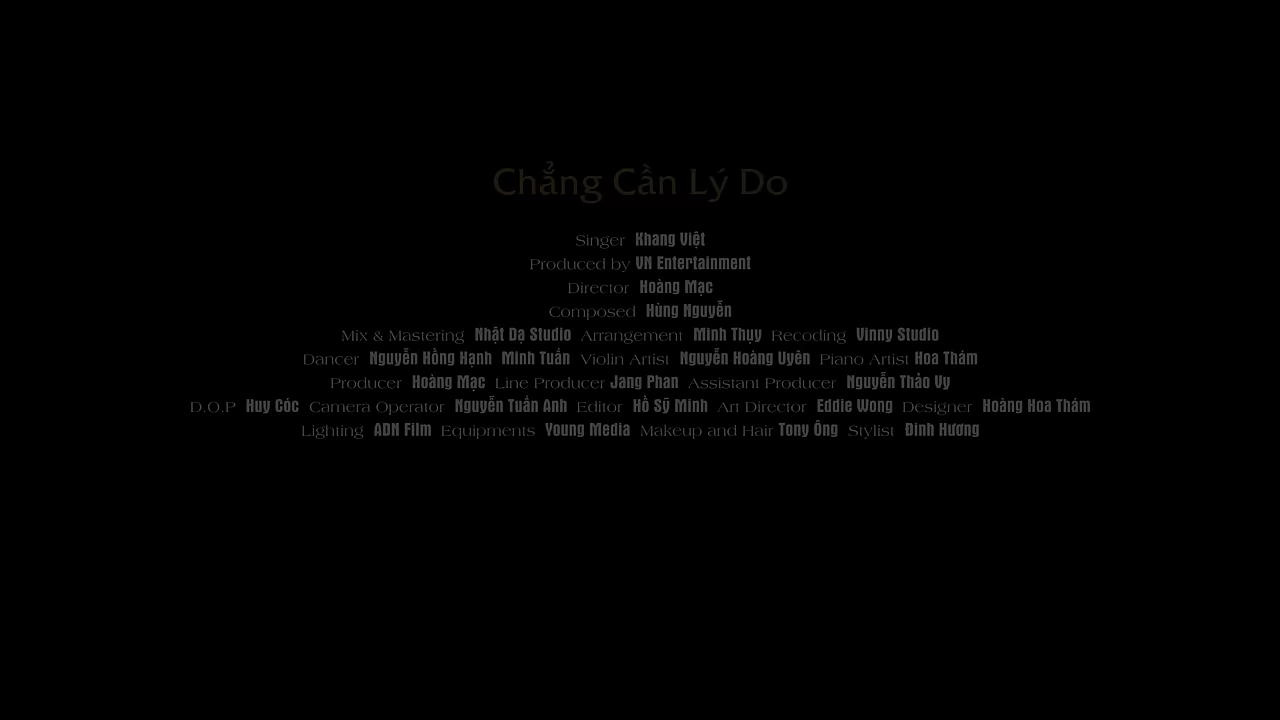 Chẳng Cần Lý Do
Singer Khang Việt
Produced by VN Entertainment
Director Hoàng Mạc
Composed Hùng Nguyễn
Mix & Mastering Nhật Dạ Studio Arrangement Minh Thụy Recoding Vinny Studio
Dancer Nguyễn Hồng Hạnh Minh Tuấn Violin Artist Nguyễn Hoàng Uyên Piano Artist Hoa Thám
Producer Hoàng Mạc Line Producer Jang Phan Assistant Producer Nguyễn Thảo Vy
D.O.P Huy Cóc Camera Operator Nguyễn Tuấn Anh Editor Hồ Sỹ Minh Art Director Eddie Wong Designer Hoàng Hoa Thám
Lighting ADN Film Equipments Young Media Makeup and Hair Tony Ông Stylist Đinh Hương